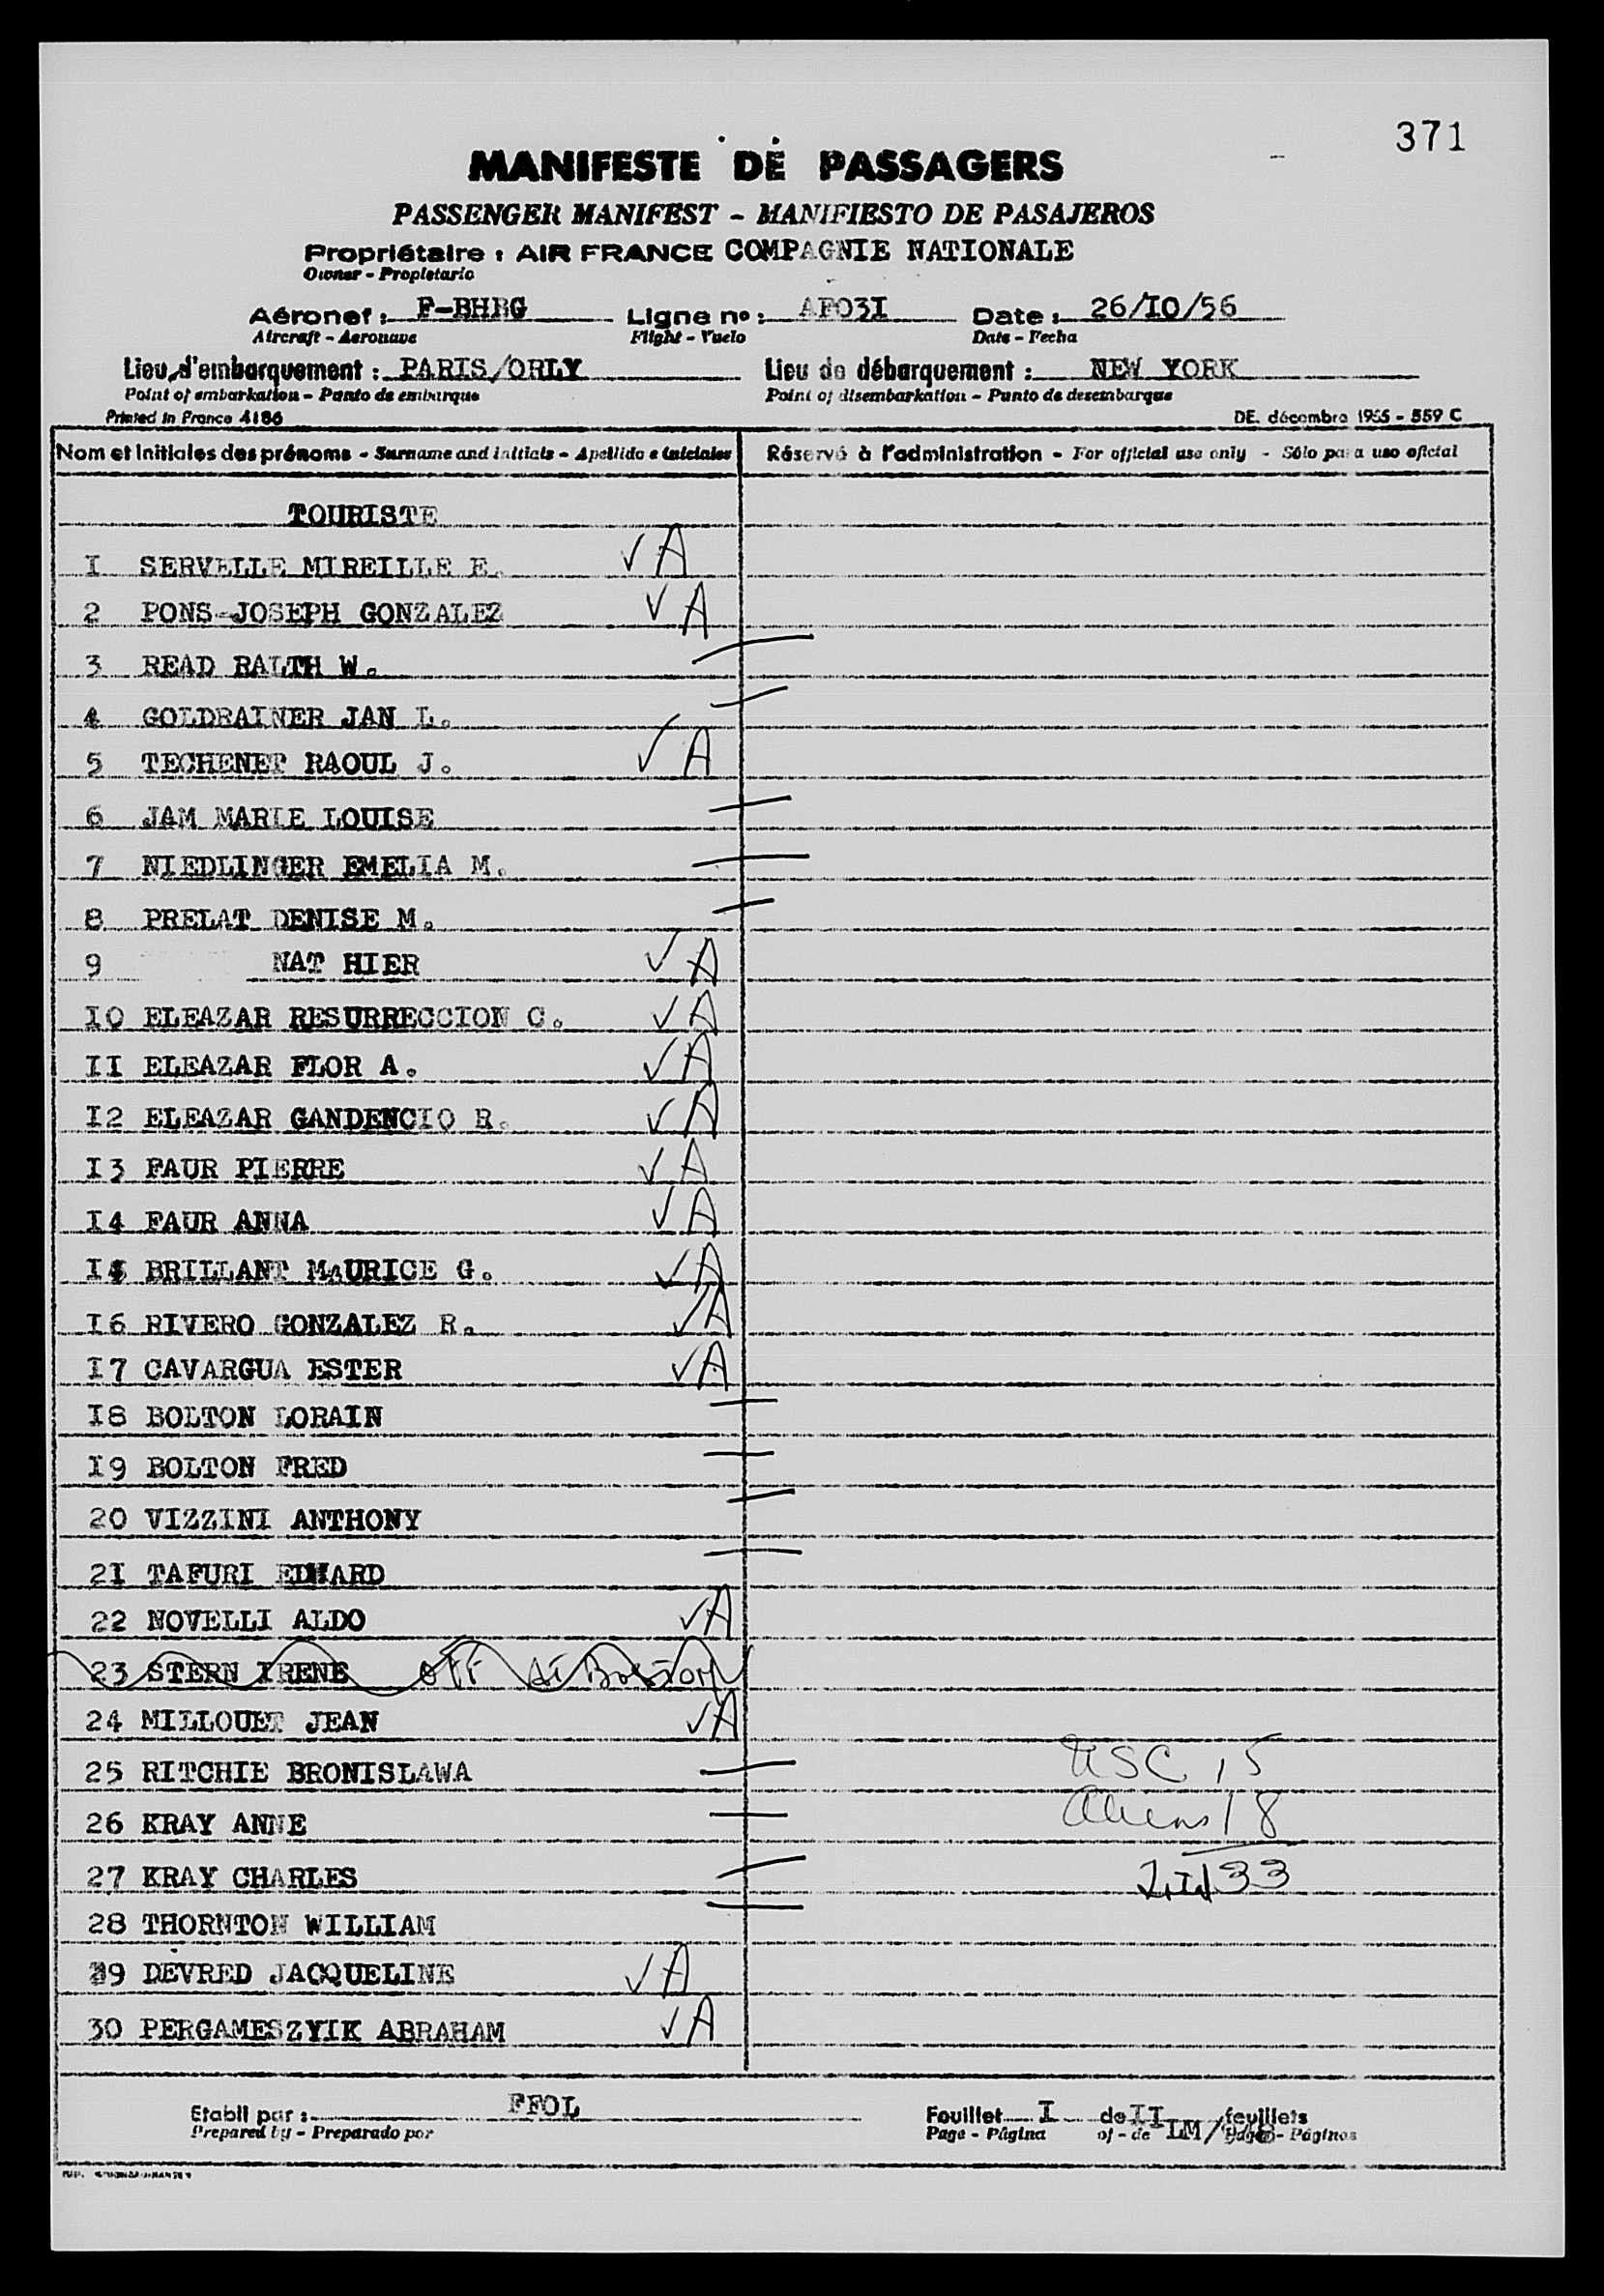 371
MANIFESTE DE PASSAGERS
PASSENGER MANIFEST - MANIFIESTO DE PASAJEROS
Propriétaire : AIR FRANCE COMPAGNIE NATIONALE
Owner - Propietario
Aéronef : F-BHBG Ligne nº : AF03I Date : 26/IO/56
Aircraft - Aeronave Flight - Vuelo Date - Fecha
Lieu d'embarquement : PARIS/ORLY Lieu de débarquement : NEW YORK
Point of embarkation - Punto de embarque Point of disembarkation - Punto de desembarque
Printed in France 4186 DE. décembre 1955 - 559 C
Nom et initiales des prénoms - Surname and initials - Apellido e iniciales Réservé à l'administration - For official use only - Sólo para uso oficial
TOURISTE
I SERVELLE MIREILLE E. ✓ A
2 PONS-JOSEPH GONZALEZ ✓ A
3 READ RALTH W.
4 GOLDRAINER JAN L.
5 TECHENET RAOUL J. ✓ A
6 JAM MARIE LOUISE
7 NIEDLINGER EMELIA M.
8 PRELAT DENISE M.
9 NAT HIER ✓ A
IO ELEAZAR RESURRECCION C. ✓ A
II ELEAZAR FLOR A. ✓ A
I2 ELEAZAR GANDENCIO R. ✓ A
I3 FAUR PIERRE ✓ A
I4 FAUR ANNA ✓ A
I5 BRILLANT MAURICE G. ✓ A
I6 RIVERO GONZALEZ R. ✓ A
I7 CAVARGUA ESTER ✓ A
I8 BOLTON LORAIN
I9 BOLTON FRED
20 VIZZINI ANTHONY
2I TAFURI EDWARD
22 NOVELLI ALDO ✓ A
23 STERN IRENE off at Boston
24 MILLOUET JEAN ✓ A
25 RITCHIE BRONISLAWA USC 15
26 KRAY ANNE Aliens 18
27 KRAY CHARLES 33
28 THORNTON WILLIAM
29 DEVRED JACQUELINE ✓ A
30 PERGAMESZYIK ABRAHAM ✓ A
Etabli par : FFOL Feuillet I de II feuillets
Prepared by - Preparado por Page - Página of - de LM/ Pages - Páginas